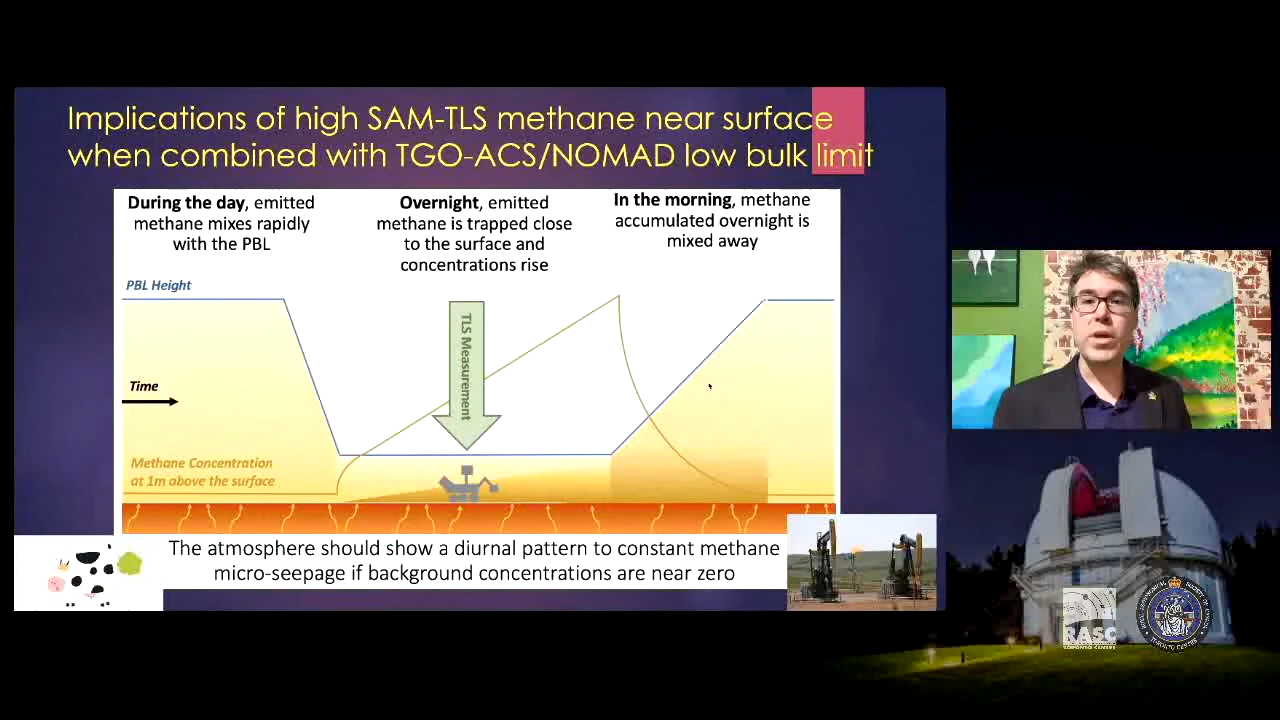 Implications of high SAM-TLS methane near surface
when combined with TGO-ACS/NOMAD low bulk limit
During the day, emitted
methane mixes rapidly
with the PBL
Overnight, emitted
methane is trapped close
to the surface and
concentrations rise
In the morning, methane
accumulated overnight is
mixed away
PBL Height
TLS Measurement
Time
Methane Concentration
at 1m above the surface
The atmosphere should show a diurnal pattern to constant methane
micro-seepage if background concentrations are near zero
RASC
TORONTO CENTRE